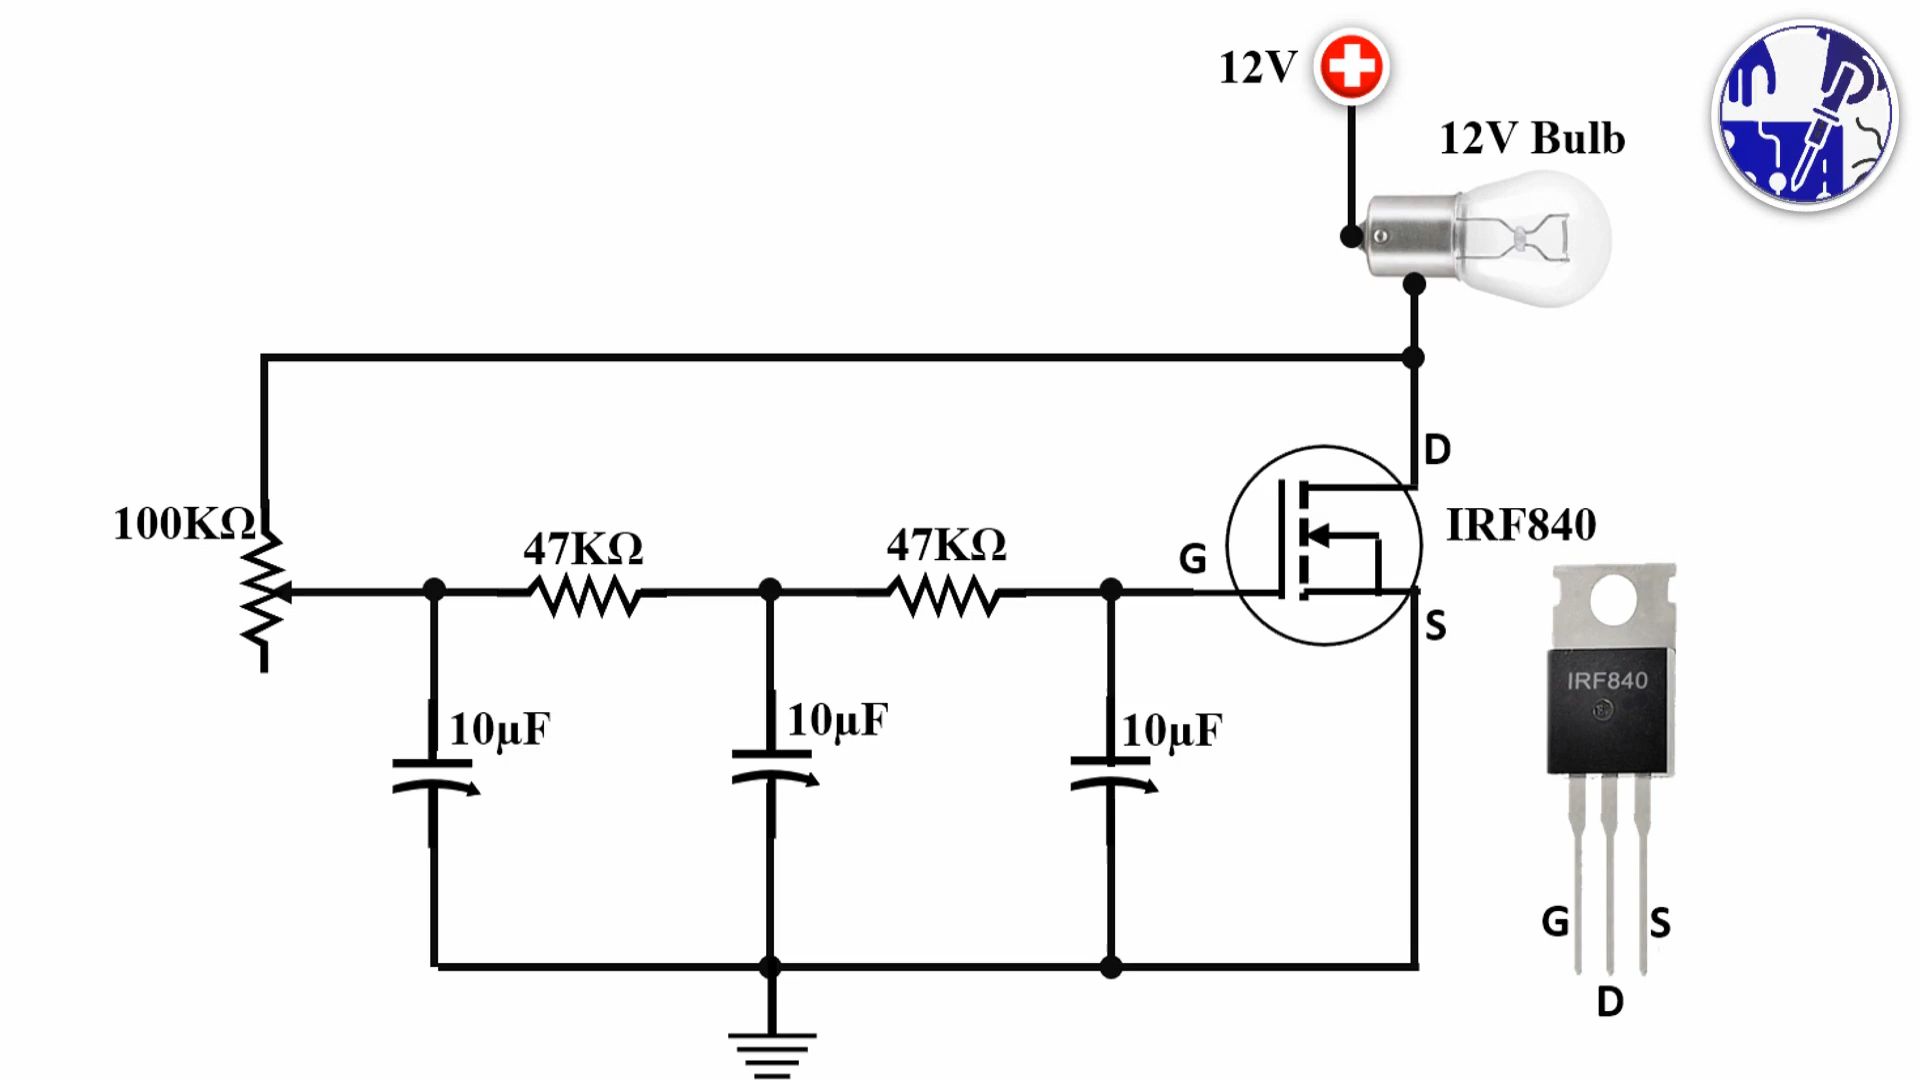 12V
12V Bulb
D
100KΩ
47KΩ
47KΩ
G
IRF840
S
IRF840
10µF
10µF
10µF
G
S
D